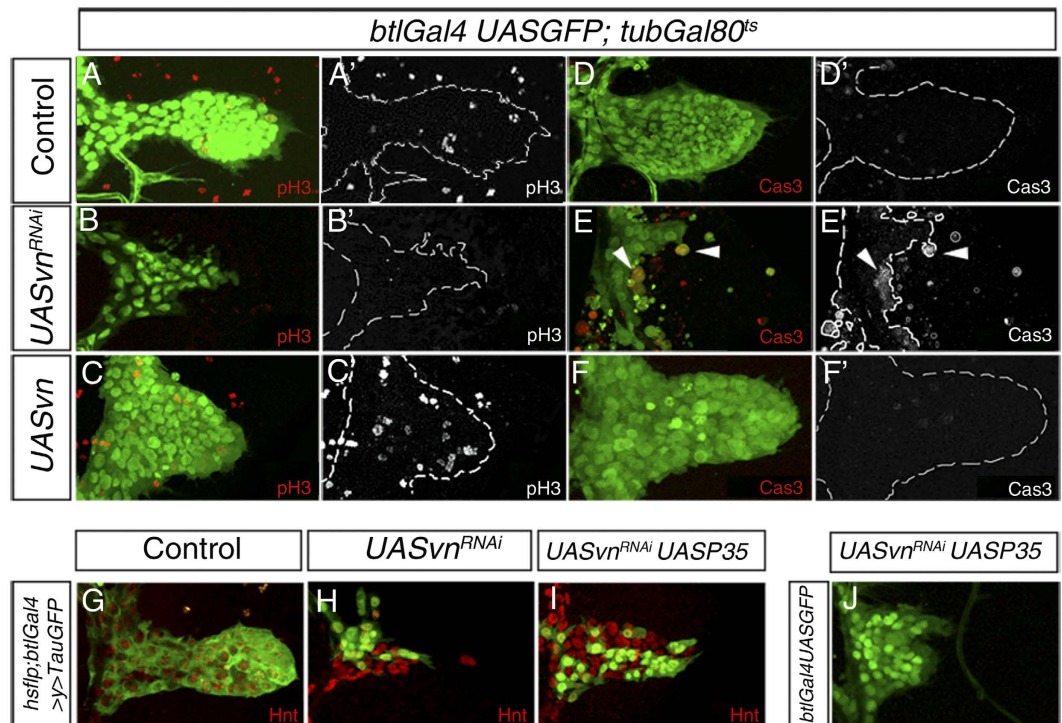 btlGal4 UASGFP; tubGal80ts
Control
A
pH3
A'
pH3
D
Cas3
D'
Cas3
UASvnRNAi
B
pH3
B'
pH3
E
Cas3
E'
Cas3
UASvn
C
pH3
C'
pH3
F
Cas3
F'
Cas3
Control
UASvnRNAi
UASvnRNAi UASP35
UASvnRNAi UASP35
hsflp;btlGal4
>y>TauGFP
G
Hnt
H
Hnt
I
Hnt
btlGal4UASGFP
J